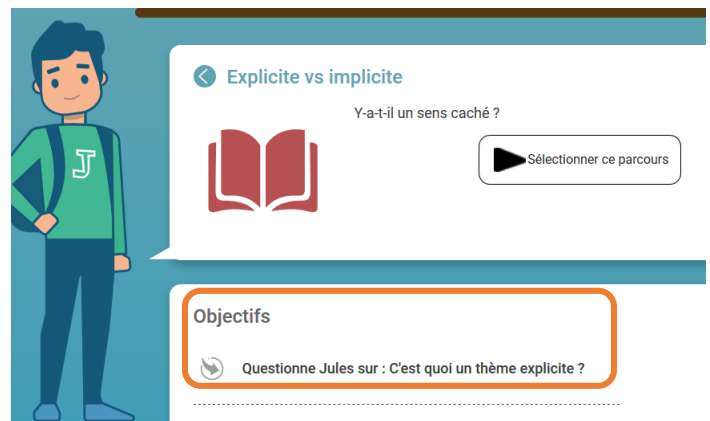 Explicite vs implicite
Y-a-t-il un sens caché ?
Sélectionner ce parcours
J
Objectifs
Questionne Jules sur : C'est quoi un thème explicite ?